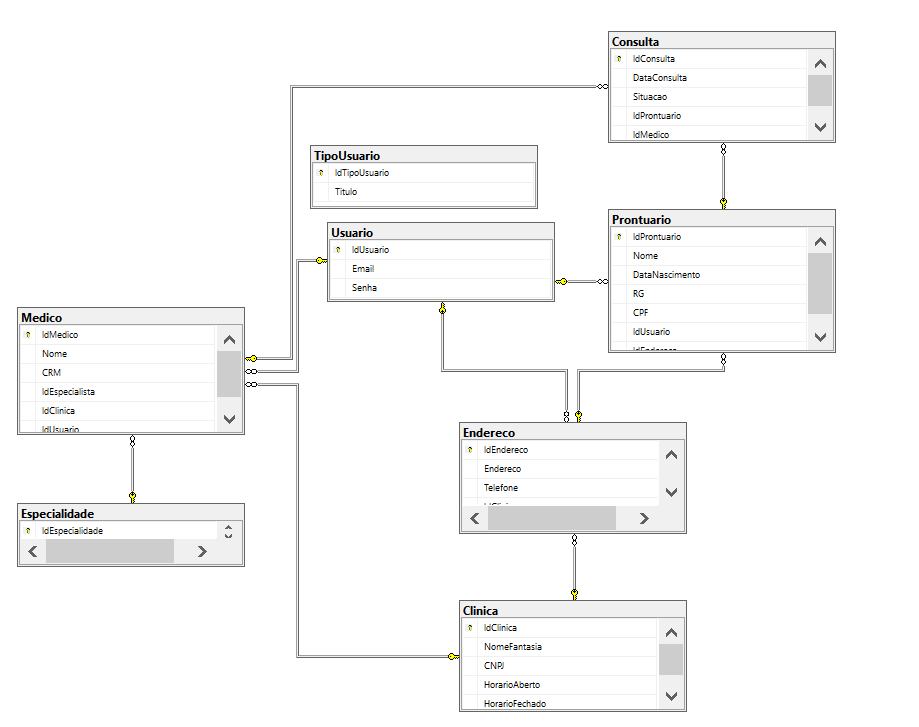 Consulta
IdConsulta
DataConsulta
Situacao
IdProntuario
IdMedico
TipoUsuario
IdTipoUsuario
Titulo
Prontuario
IdProntuario
Nome
DataNascimento
RG
CPF
IdUsuario
IdEndereco
Usuario
IdUsuario
Email
Senha
Medico
IdMedico
Nome
CRM
IdEspecialista
IdClinica
IdUsuario
Endereco
IdEndereco
Endereco
Telefone
IdClinica
Especialidade
IdEspecialidade
Clinica
IdClinica
NomeFantasia
CNPJ
HorarioAberto
HorarioFechado